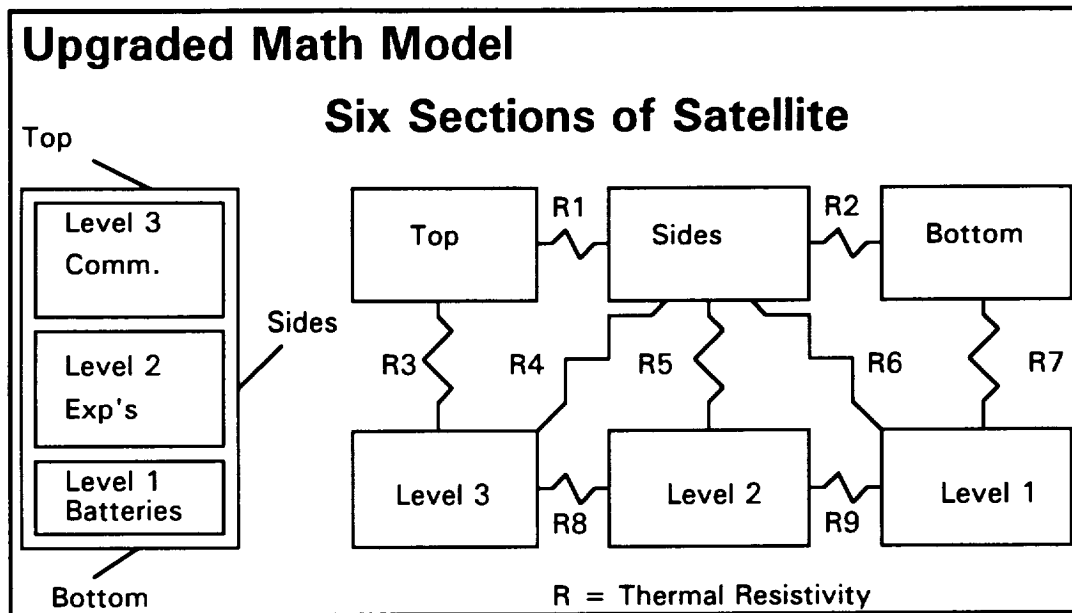 Upgraded Math Model
Six Sections of Satellite
Top
Level 3
Comm.
Level 2
Exp's
Level 1
Batteries
Sides
Bottom
Top
R1
Sides
R2
Bottom
R3
R4
R5
R6
R7
Level 3
R8
Level 2
R9
Level 1
R = Thermal Resistivity